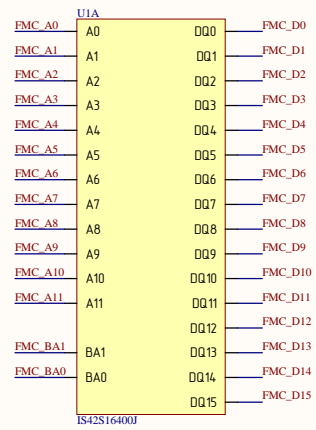 U1A
FMC_A0 A0 DQ0 FMC_D0
FMC_A1 A1 DQ1 FMC_D1
FMC_A2 A2 DQ2 FMC_D2
FMC_A3 A3 DQ3 FMC_D3
FMC_A4 A4 DQ4 FMC_D4
FMC_A5 A5 DQ5 FMC_D5
FMC_A6 A6 DQ6 FMC_D6
FMC_A7 A7 DQ7 FMC_D7
FMC_A8 A8 DQ8 FMC_D8
FMC_A9 A9 DQ9 FMC_D9
FMC_A10 A10 DQ10 FMC_D10
FMC_A11 A11 DQ11 FMC_D11
DQ12 FMC_D12
FMC_BA1 BA1 DQ13 FMC_D13
FMC_BA0 BA0 DQ14 FMC_D14
DQ15 FMC_D15
IS42S16400J